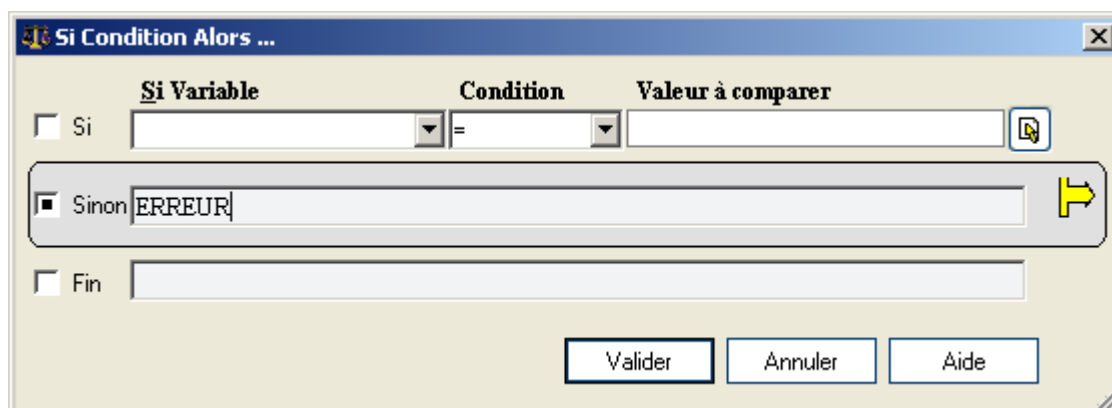 Si Condition Alors ...
Si Variable Condition Valeur à comparer
Si =
Sinon ERREUR
Fin
Valider Annuler Aide